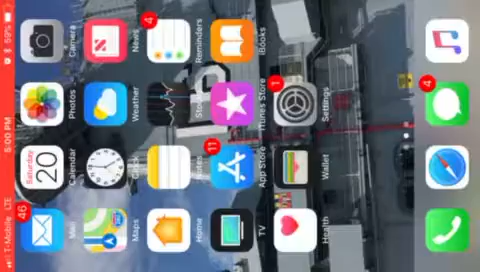 T-Mobile LTE 5:00 PM 59%
46
Saturday
20
Mail Calendar Photos Camera
Maps Clock Weather News
4
Home Notes Stocks Reminders
11
TV App Store iTunes Store iBooks
1
Health Wallet Settings
4